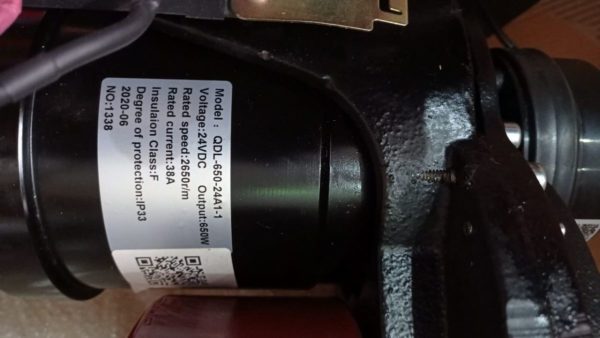 Model : QDL-650-24A1-1
Voltage:24VDC Output:650W
Rated speed:2650r/m
Rated current:38A
Insulaion Class:F
Degree of protection:IP33
2020-06
NO:1338